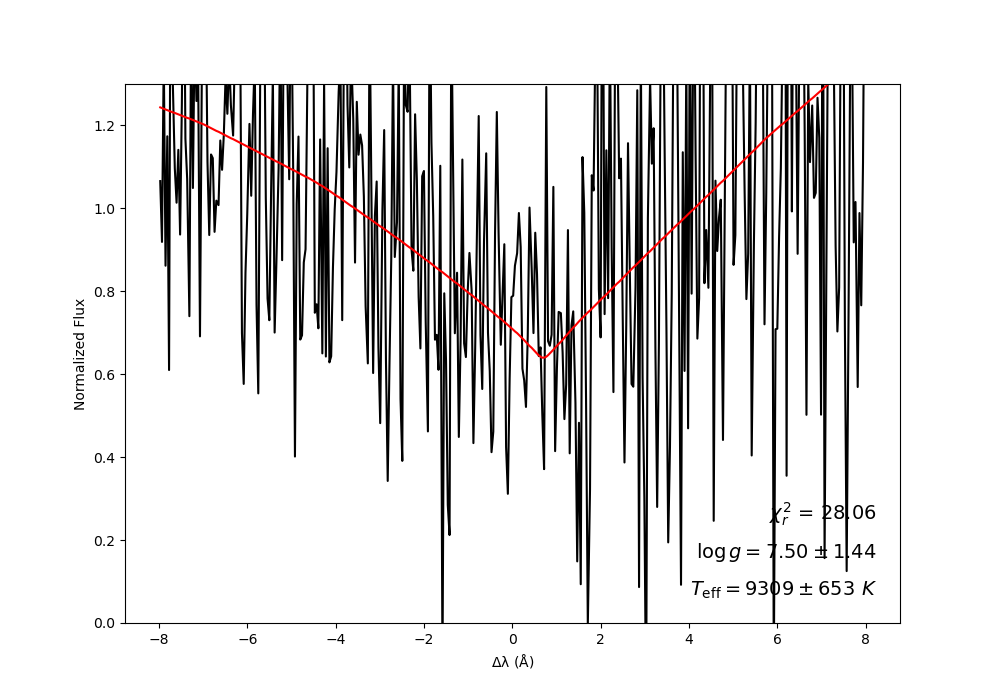 1.2
1.0
0.8
0.6
0.4
0.2
0.0
Normalized Flux
χ²ᵣ = 28.06
log g = 7.50 ± 1.44
T_eff = 9309 ± 653 K
−8 −6 −4 −2 0 2 4 6 8
Δλ (Å)